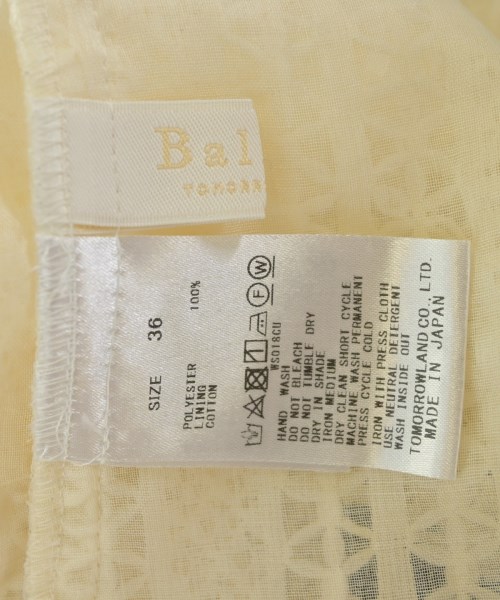 Bal
TOMORR
SIZE 36
POLYESTER 100%
LINING
COTTON
WS018GU
HAND WASH
DO NOT BLEACH
DO NOT TUMBLE DRY
DRY IN SHADE
IRON MEDIUM
DRY CLEAN SHORT CYCLE
MACHINE WASH PERMANENT
PRESS CYCLE COLD
IRON WITH PRESS CLOTH
USE NEUTRAL DETERGENT
WASH INSIDE OUT
TOMORROWLAND CO., LTD.
MADE IN JAPAN